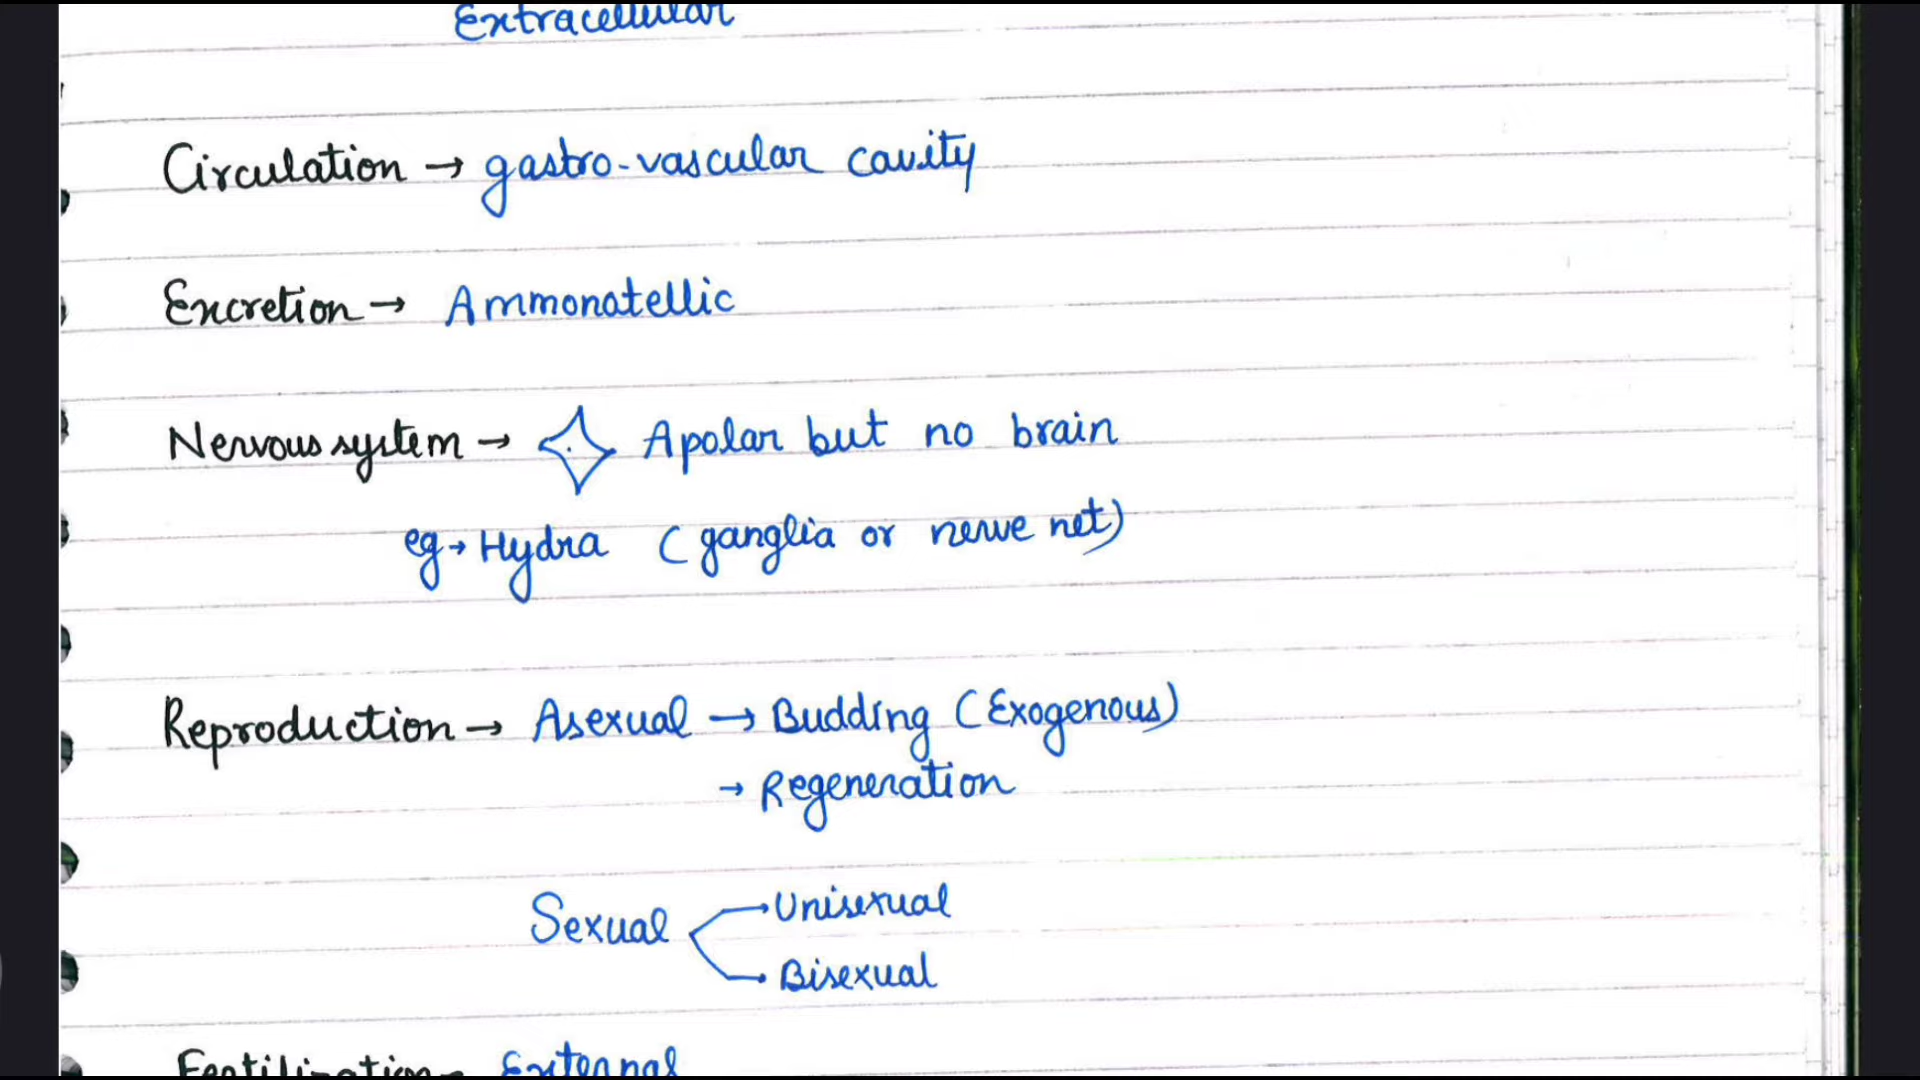 Extracellular
Circulation → gastro-vascular cavity
Excretion → Ammonotellic
Nervous system → Apolar but no brain
eg → Hydra (ganglia or nerve net)
Reproduction → Asexual → Budding (Exogenous)
→ Regeneration
Sexual → Unisexual
→ Bisexual
Fertilization → External